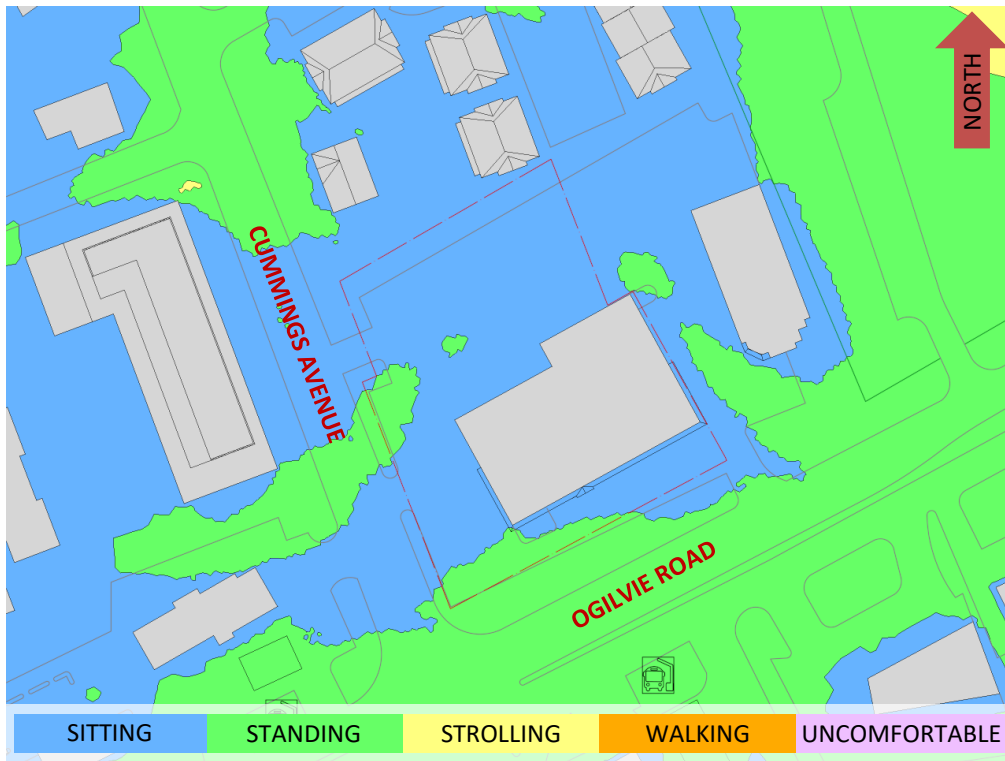 NORTH
CUMMINGS AVENUE
OGILVIE ROAD
SITTING
STANDING
STROLLING
WALKING
UNCOMFORTABLE